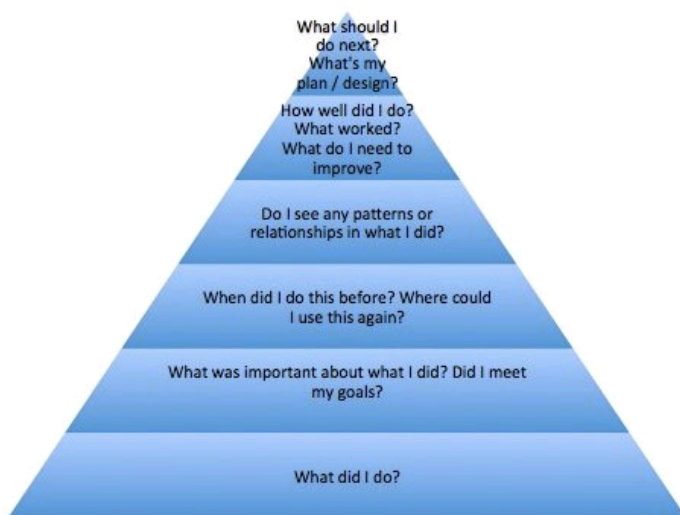 What should I
do next?
What's my
plan / design?
How well did I do?
What worked?
What do I need to
improve?
Do I see any patterns or
relationships in what I did?
When did I do this before? Where could
I use this again?
What was important about what I did? Did I meet
my goals?
What did I do?